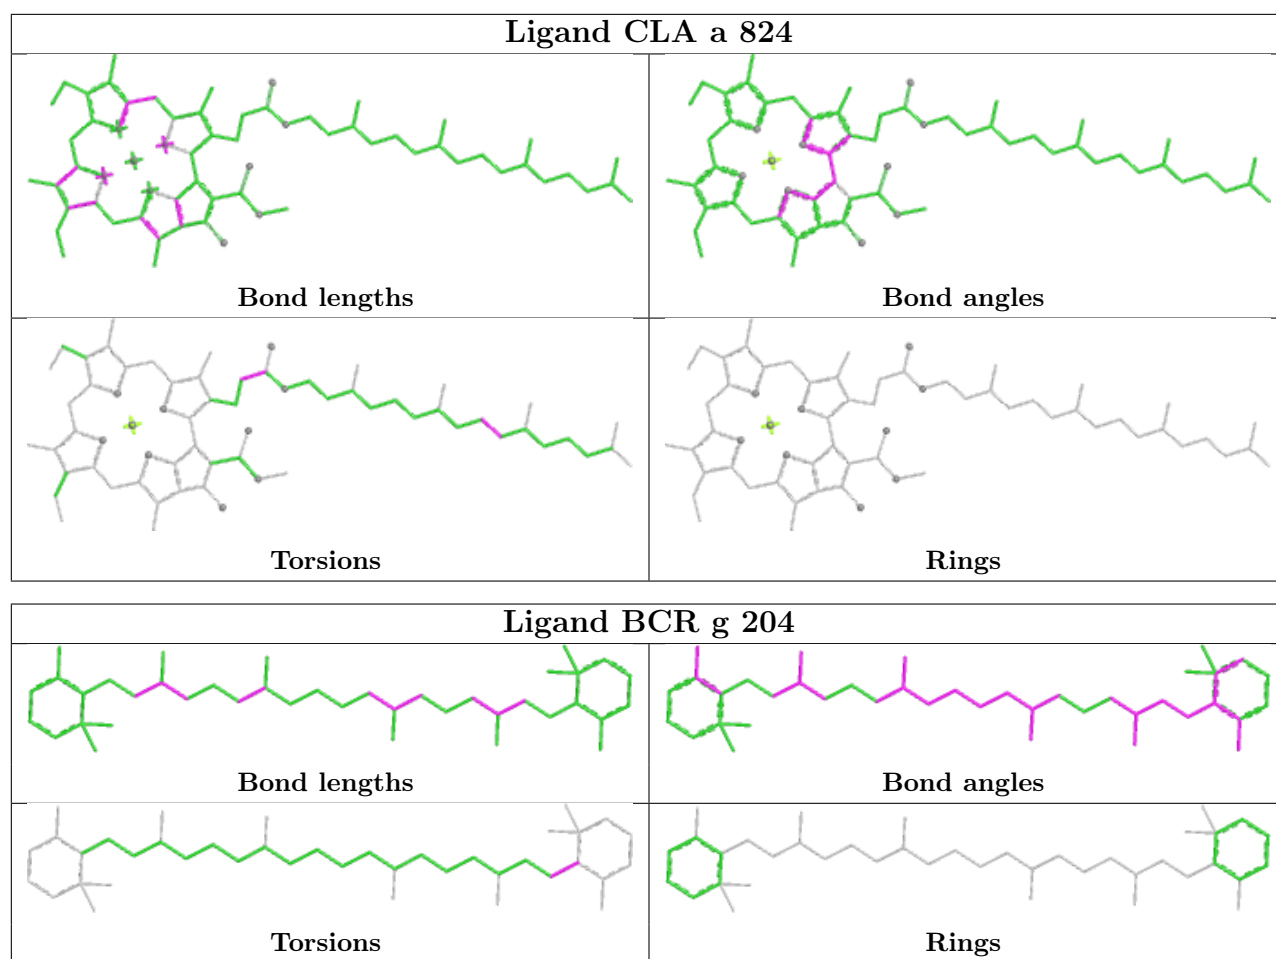 Ligand CLA a 824
Bond lengths
Bond angles
Torsions
Rings
Ligand BCR g 204
Bond lengths
Bond angles
Torsions
Rings